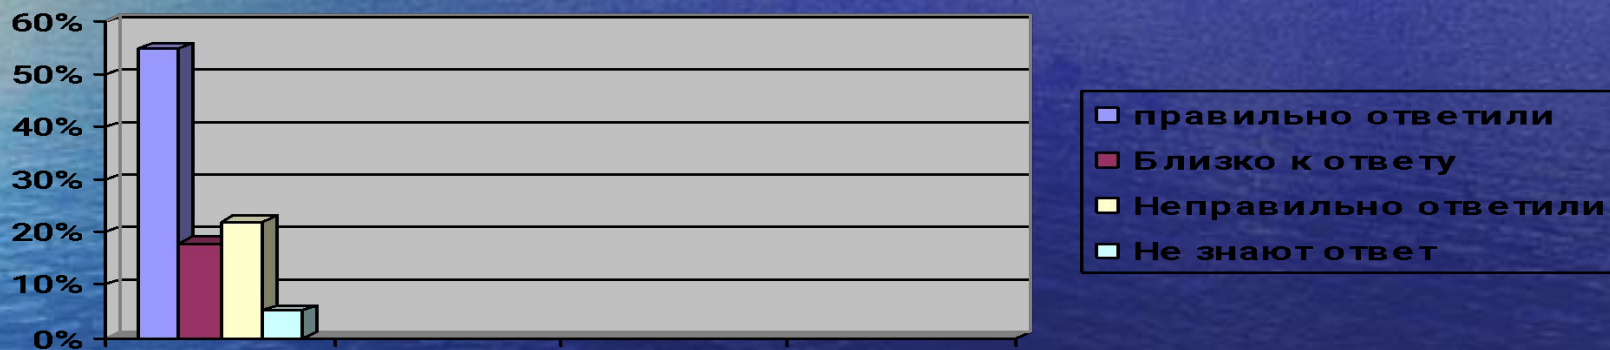 60%
50%
40%
30%
20%
10%
0%
правильно ответили
Близко к ответу
Неправильно ответили
Не знают ответ